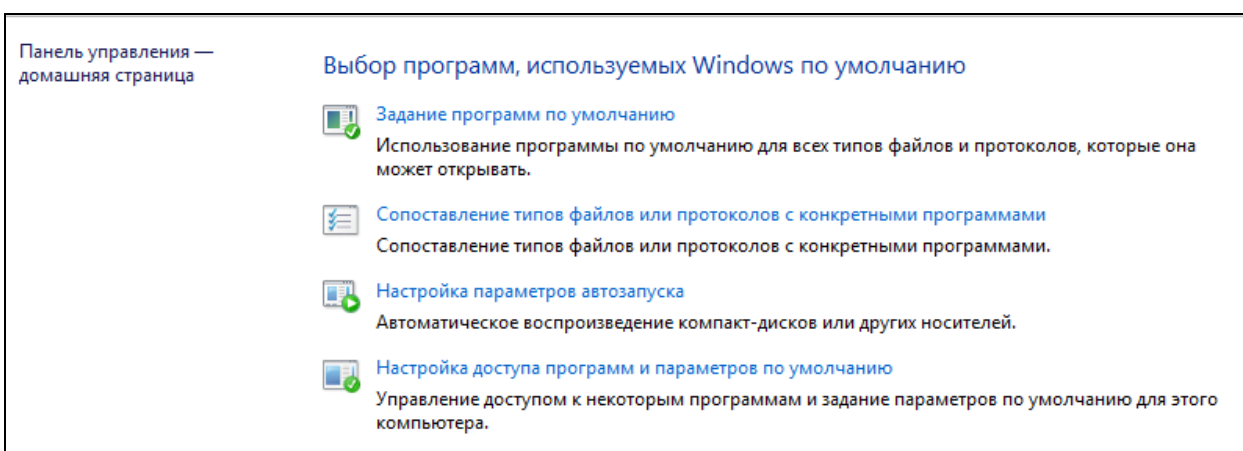 Панель управления —
домашняя страница
Выбор программ, используемых Windows по умолчанию
Задание программ по умолчанию
Использование программы по умолчанию для всех типов файлов и протоколов, которые она
может открывать.
Сопоставление типов файлов или протоколов с конкретными программами
Сопоставление типов файлов или протоколов с конкретными программами.
Настройка параметров автозапуска
Автоматическое воспроизведение компакт-дисков или других носителей.
Настройка доступа программ и параметров по умолчанию
Управление доступом к некоторым программам и задание параметров по умолчанию для этого
компьютера.